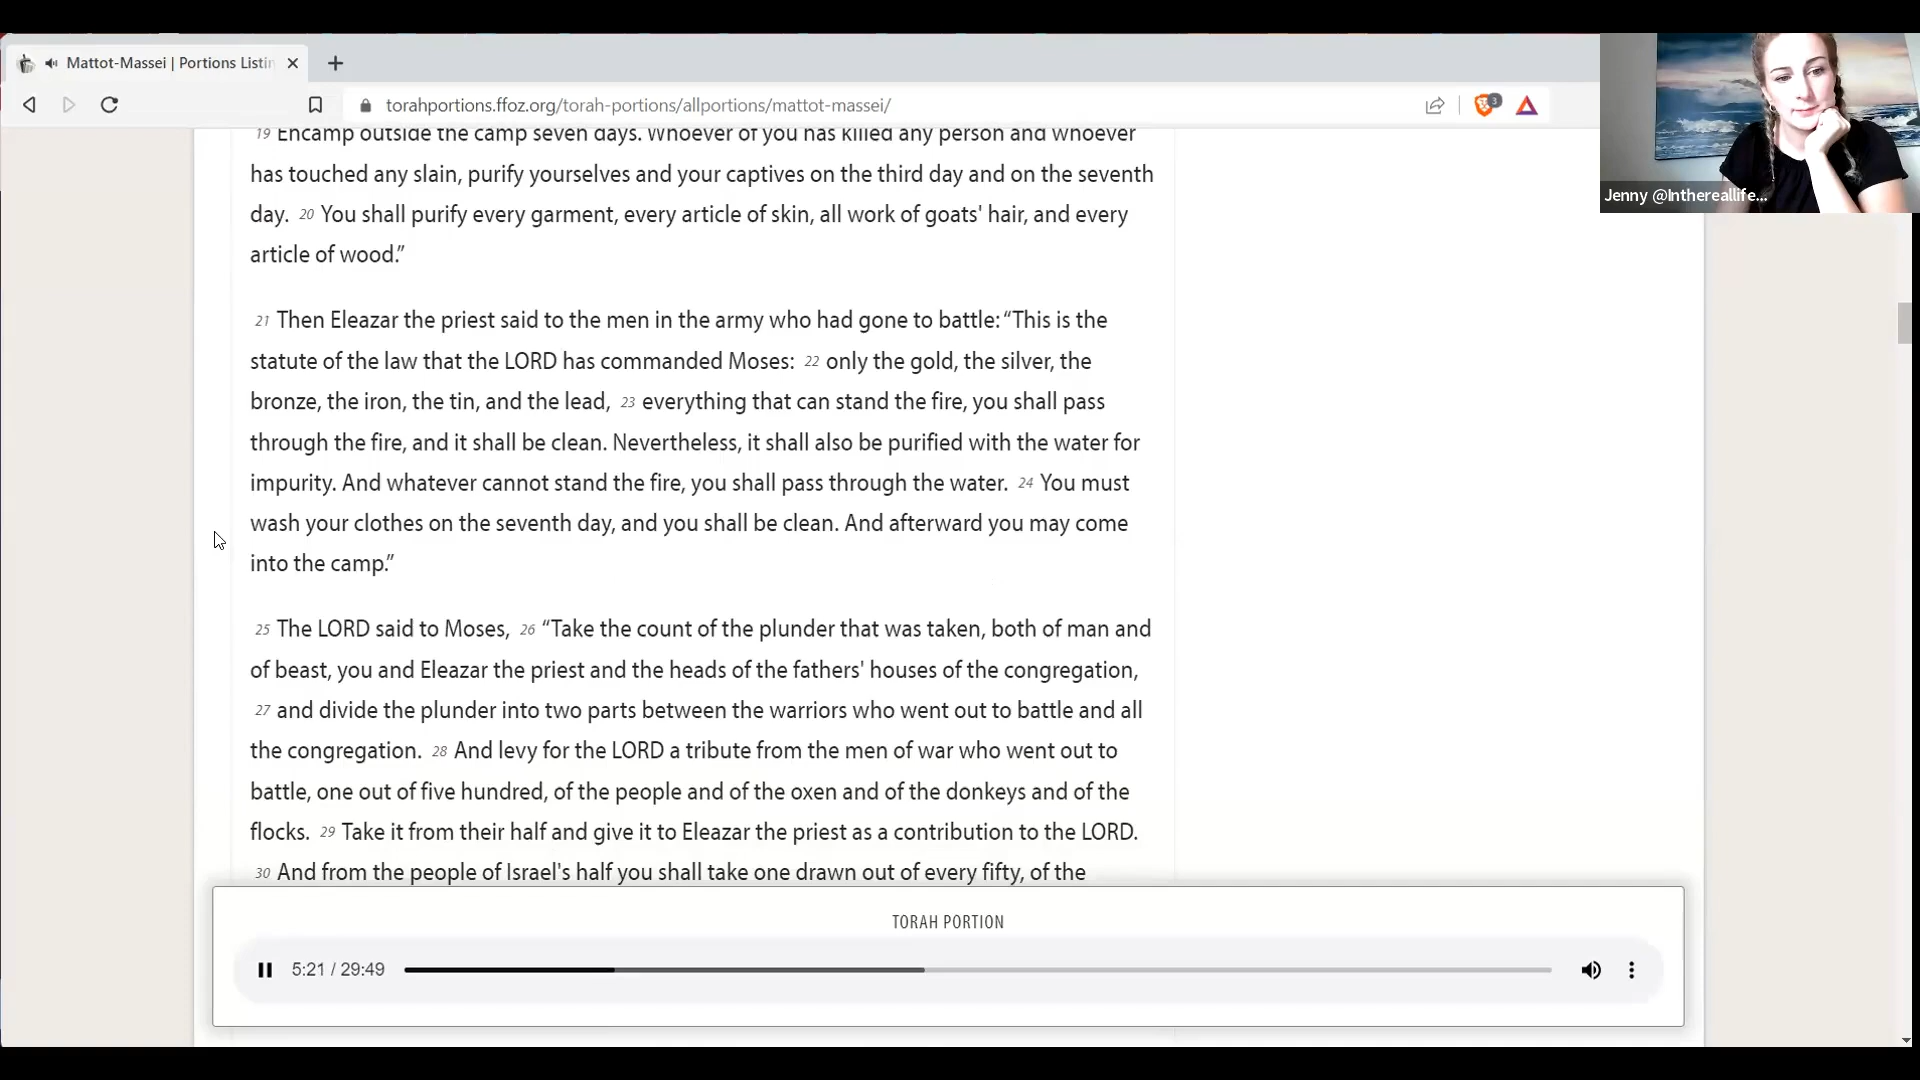 Mattot-Massei | Portions Listin
torahportions.ffoz.org/torah-portions/allportions/mattot-massei/
3
Jenny @Inthereallife...
19 Encamp outside the camp seven days. Whoever of you has killed any person and whoever
has touched any slain, purify yourselves and your captives on the third day and on the seventh
day. 20 You shall purify every garment, every article of skin, all work of goats' hair, and every
article of wood.”
21 Then Eleazar the priest said to the men in the army who had gone to battle: “This is the
statute of the law that the LORD has commanded Moses: 22 only the gold, the silver, the
bronze, the iron, the tin, and the lead, 23 everything that can stand the fire, you shall pass
through the fire, and it shall be clean. Nevertheless, it shall also be purified with the water for
impurity. And whatever cannot stand the fire, you shall pass through the water. 24 You must
wash your clothes on the seventh day, and you shall be clean. And afterward you may come
into the camp.”
25 The LORD said to Moses, 26 “Take the count of the plunder that was taken, both of man and
of beast, you and Eleazar the priest and the heads of the fathers' houses of the congregation,
27 and divide the plunder into two parts between the warriors who went out to battle and all
the congregation. 28 And levy for the LORD a tribute from the men of war who went out to
battle, one out of five hundred, of the people and of the oxen and of the donkeys and of the
flocks. 29 Take it from their half and give it to Eleazar the priest as a contribution to the LORD.
30 And from the people of Israel's half you shall take one drawn out of every fifty, of the
TORAH PORTION
5:21 / 29:49